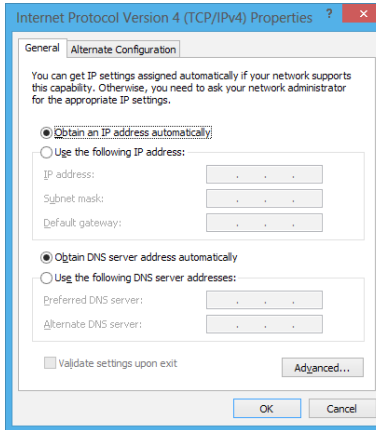 Internet Protocol Version 4 (TCP/IPv4) Properties ? ×
General Alternate Configuration
You can get IP settings assigned automatically if your network supports
this capability. Otherwise, you need to ask your network administrator
for the appropriate IP settings.
Obtain an IP address automatically
Use the following IP address:
IP address: . . .
Subnet mask: . . .
Default gateway: . . .
Obtain DNS server address automatically
Use the following DNS server addresses:
Preferred DNS server: . . .
Alternate DNS server: . . .
Validate settings upon exit
Advanced...
OK Cancel